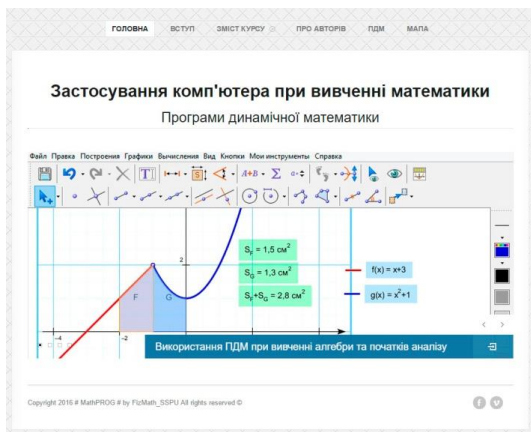 ГОЛОВНА ВСТУП ЗМІСТ КУРСУ ПРО АВТОРІВ ПДМ МАПА
Застосування комп'ютера при вивченні математики
Програми динамічної математики
Файл Правка Построения Графики Вычисления Вид Кнопки Мои инструменты Справка
A+B
2
S_F = 1,5 см²
S_G = 1,3 см²
S_F+S_G = 2,8 см²
f(x) = x+3
g(x) = x²+1
F G
-4 -2
Використання ПДМ при вивченні алгебри та початків аналізу
Copyright 2016 # MathPROG # by FizMath_SSPU All rights reserved ©